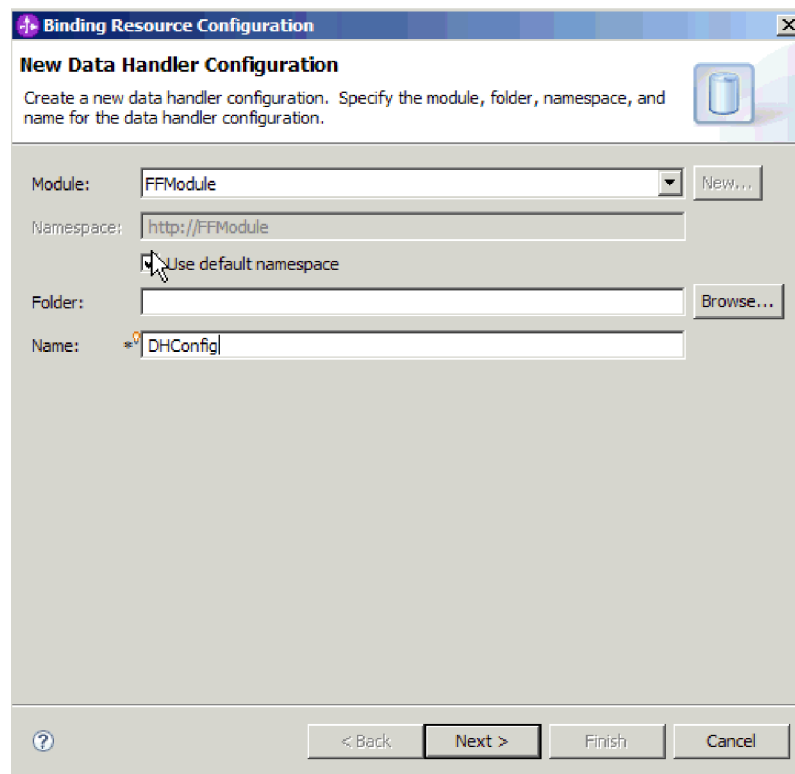 Binding Resource Configuration
New Data Handler Configuration
Create a new data handler configuration. Specify the module, folder, namespace, and
name for the data handler configuration.
Module: FFModule New...
Namespace: http://FFModule
Use default namespace
Folder: Browse...
Name: DHConfig
? < Back Next > Finish Cancel